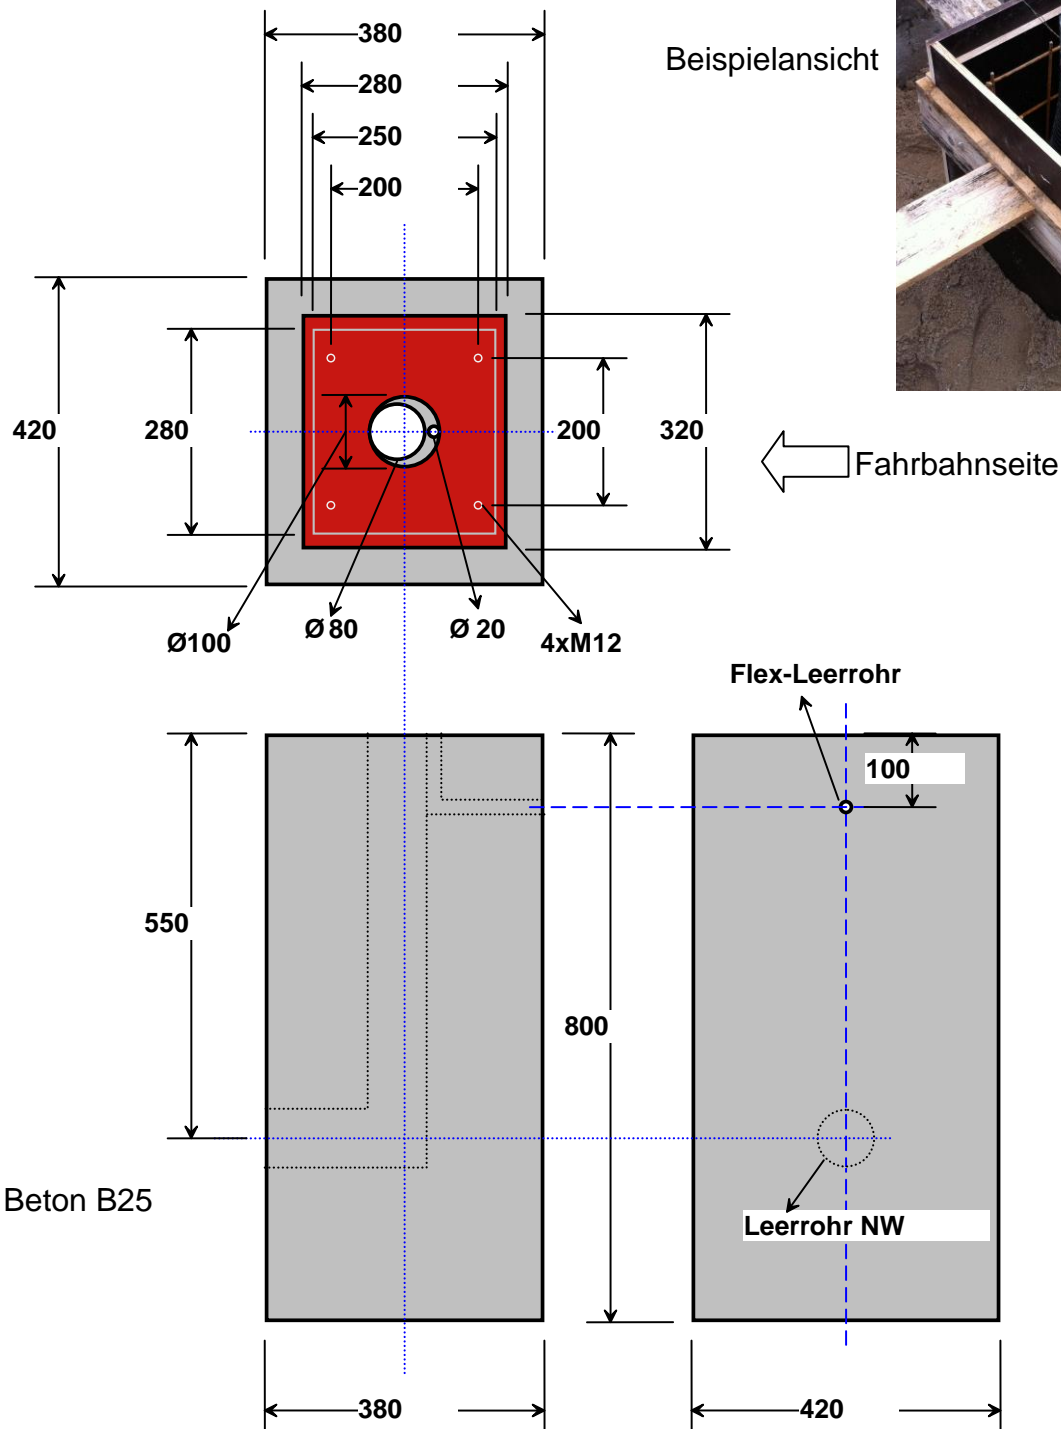 380
Beispielansicht
280
250
200
420
280
200
320
Fahrbahnseite
Ø100
Ø 80
Ø 20
4xM12
Flex-Leerrohr
100
550
800
Beton B25
Leerrohr NW
380
420